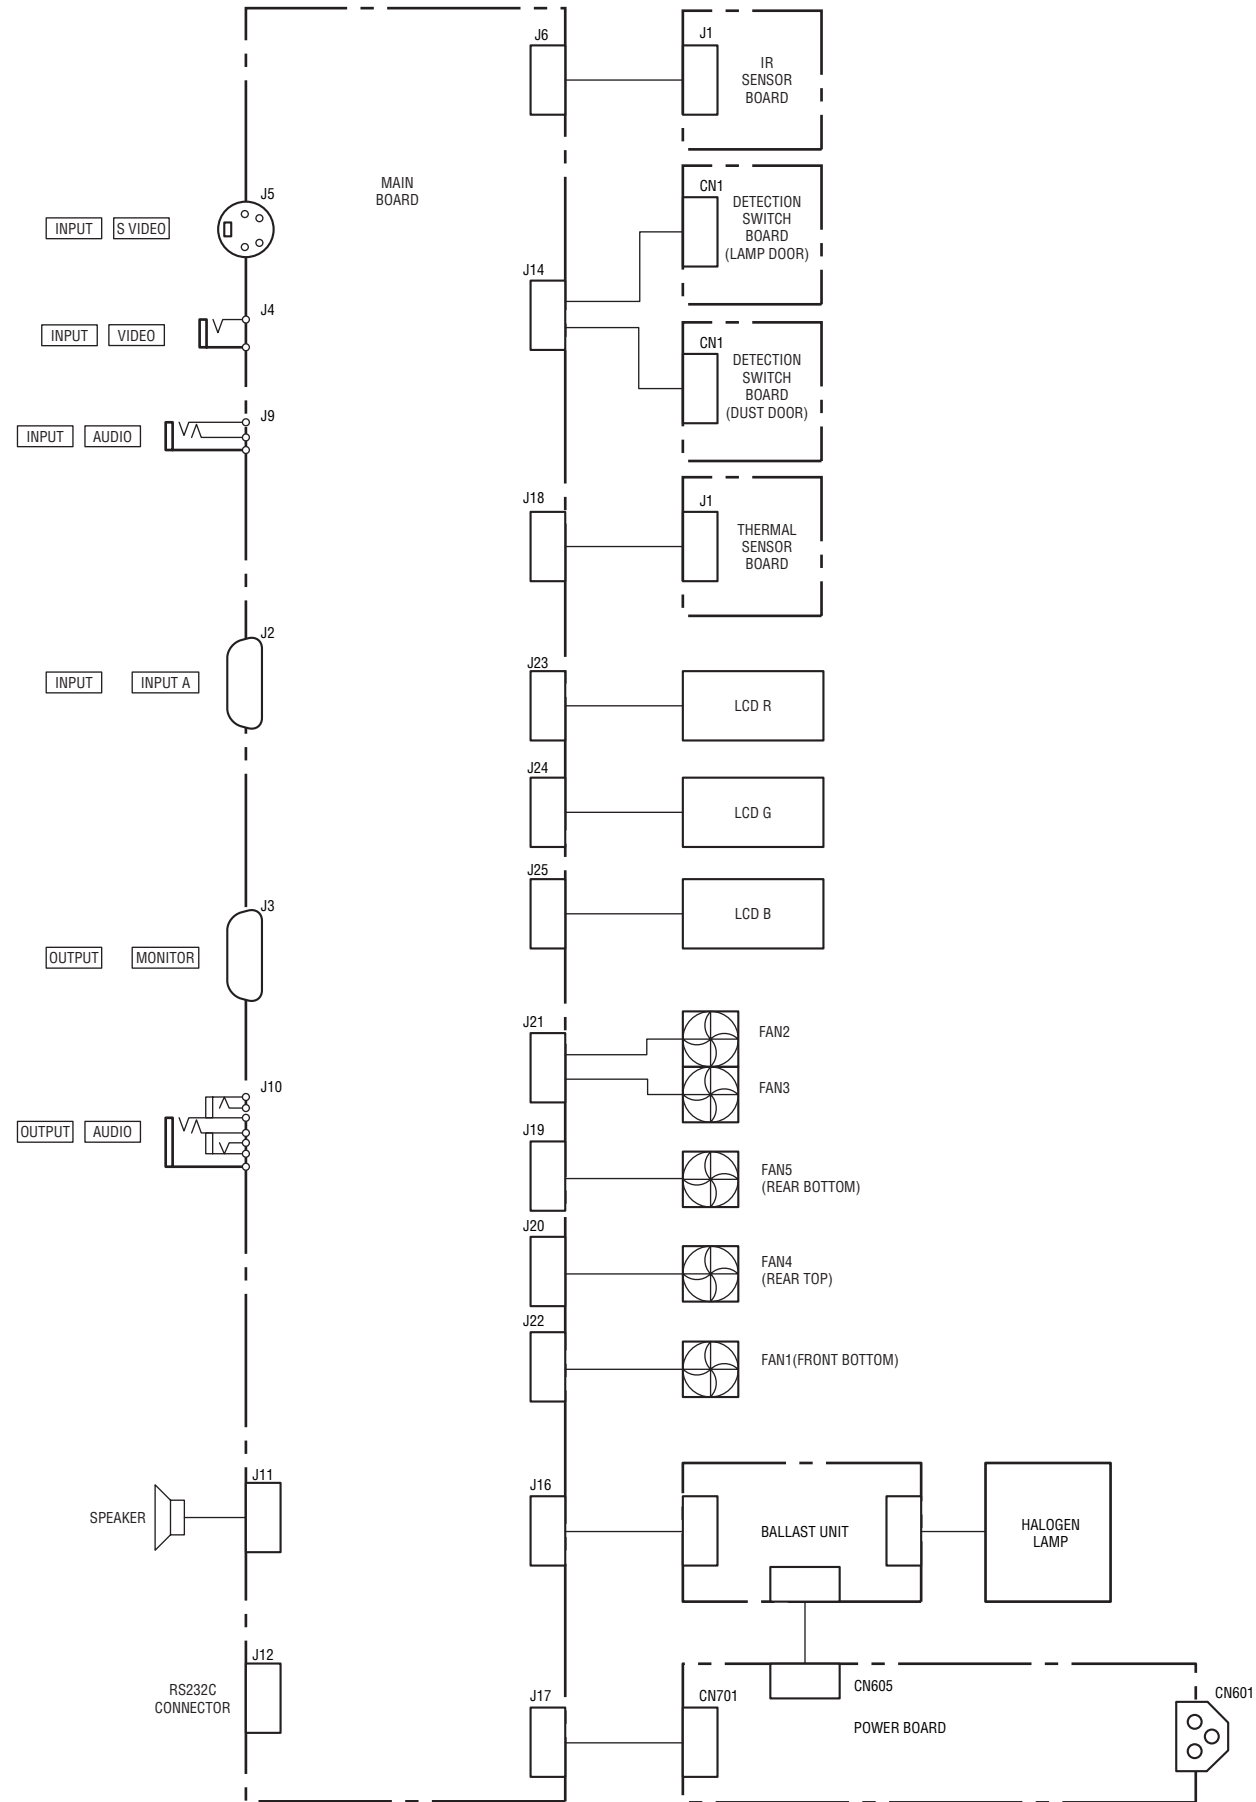 J6
J1
IR
SENSOR
BOARD
MAIN
BOARD
CN1
DETECTION
SWITCH
BOARD
(LAMP DOOR)
J5
INPUT S VIDEO
J14
J4
INPUT VIDEO
CN1
DETECTION
SWITCH
BOARD
(DUST DOOR)
J9
INPUT AUDIO
J18
J1
THERMAL
SENSOR
BOARD
J2
INPUT INPUT A
J23
LCD R
J24
LCD G
J25
LCD B
J3
OUTPUT MONITOR
J21
FAN2
FAN3
J10
OUTPUT AUDIO
J19
FAN5
(REAR BOTTOM)
J20
FAN4
(REAR TOP)
J22
FAN1(FRONT BOTTOM)
J11
SPEAKER
J16
BALLAST UNIT
HALOGEN
LAMP
J12
RS232C
CONNECTOR
J17
CN701
CN605
POWER BOARD
CN601